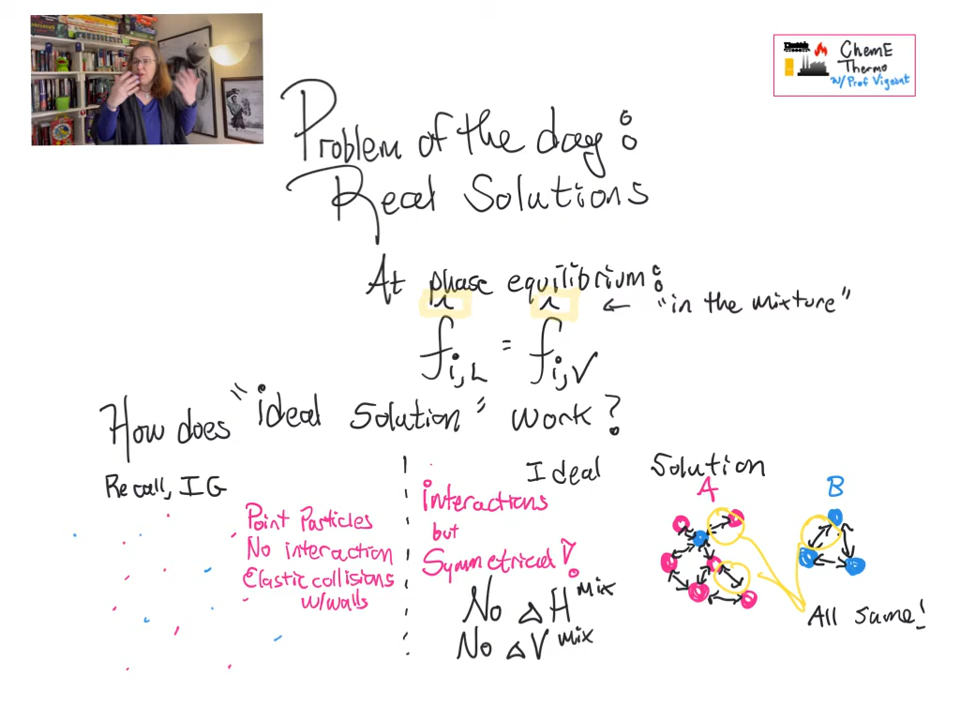 ChemE
Thermo
w/Prof Vigeant
Problem of the day:
Real Solutions
At phase equilibrium:
f̂i,L = f̂i,V ← "in the mixture"
How does "ideal solution" work?
Recall, IG
Point Particles
No interaction
Elastic collisions
w/walls
Ideal Solution
interactions
but
Symmetrical!
No ΔH mix
No ΔV mix
A
B
All same!